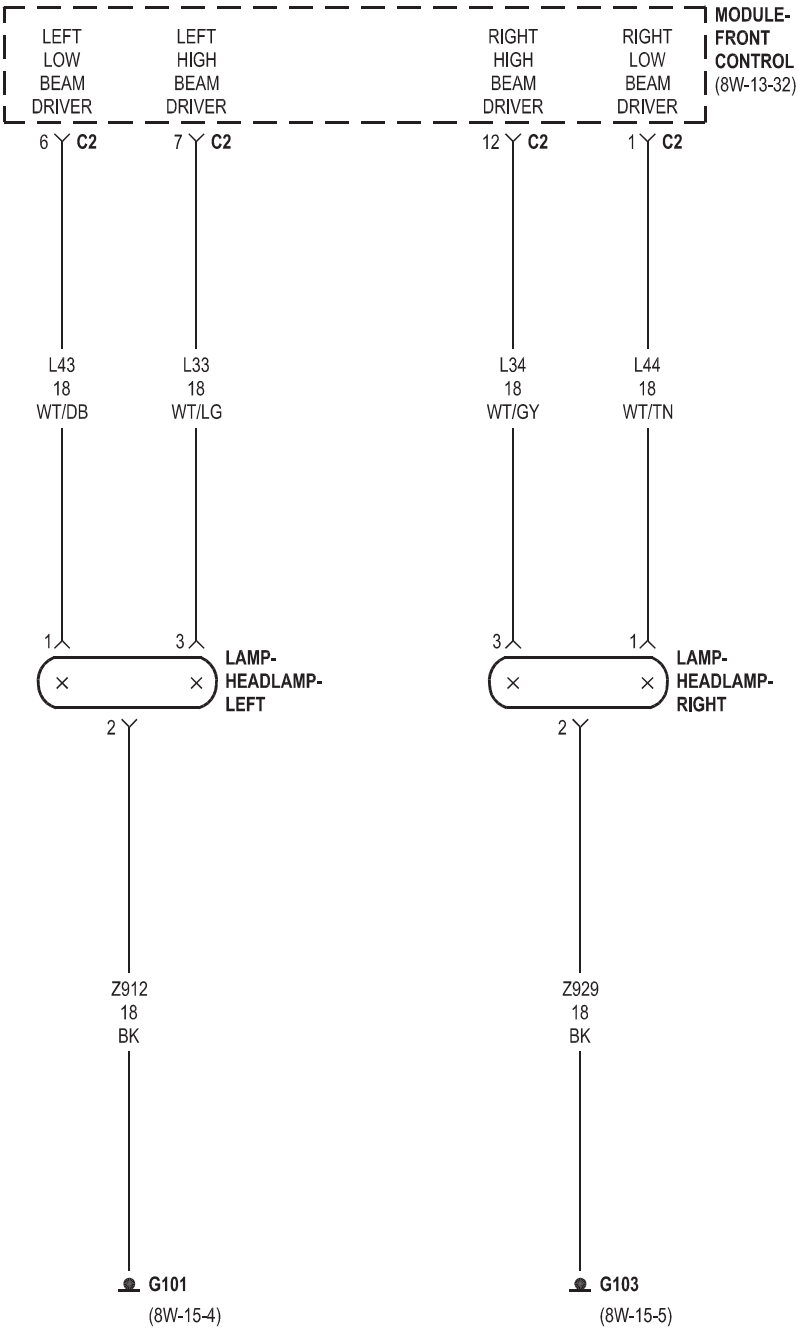 MODULE-
FRONT
CONTROL
(8W-13-32)
LEFT
LOW
BEAM
DRIVER
LEFT
HIGH
BEAM
DRIVER
RIGHT
HIGH
BEAM
DRIVER
RIGHT
LOW
BEAM
DRIVER
6 C2
7 C2
12 C2
1 C2
L43
18
WT/DB
L33
18
WT/LG
L34
18
WT/GY
L44
18
WT/TN
1
3
LAMP-
HEADLAMP-
LEFT
3
1
LAMP-
HEADLAMP-
RIGHT
2
2
Z912
18
BK
Z929
18
BK
G101
(8W-15-4)
G103
(8W-15-5)